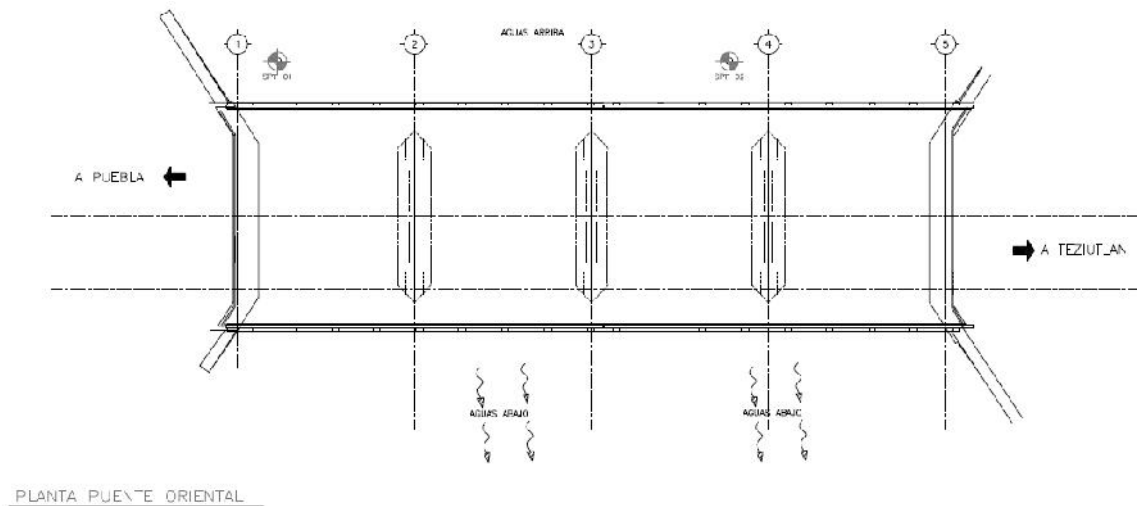 1
2
AGUAS ARRIBA
3
4
5
SPT 01
SPT 02
A PUEBLA
A TEZIUTLAN
AGUAS ABAJO
AGUAS ABAJO
PLANTA PUENTE ORIENTAL